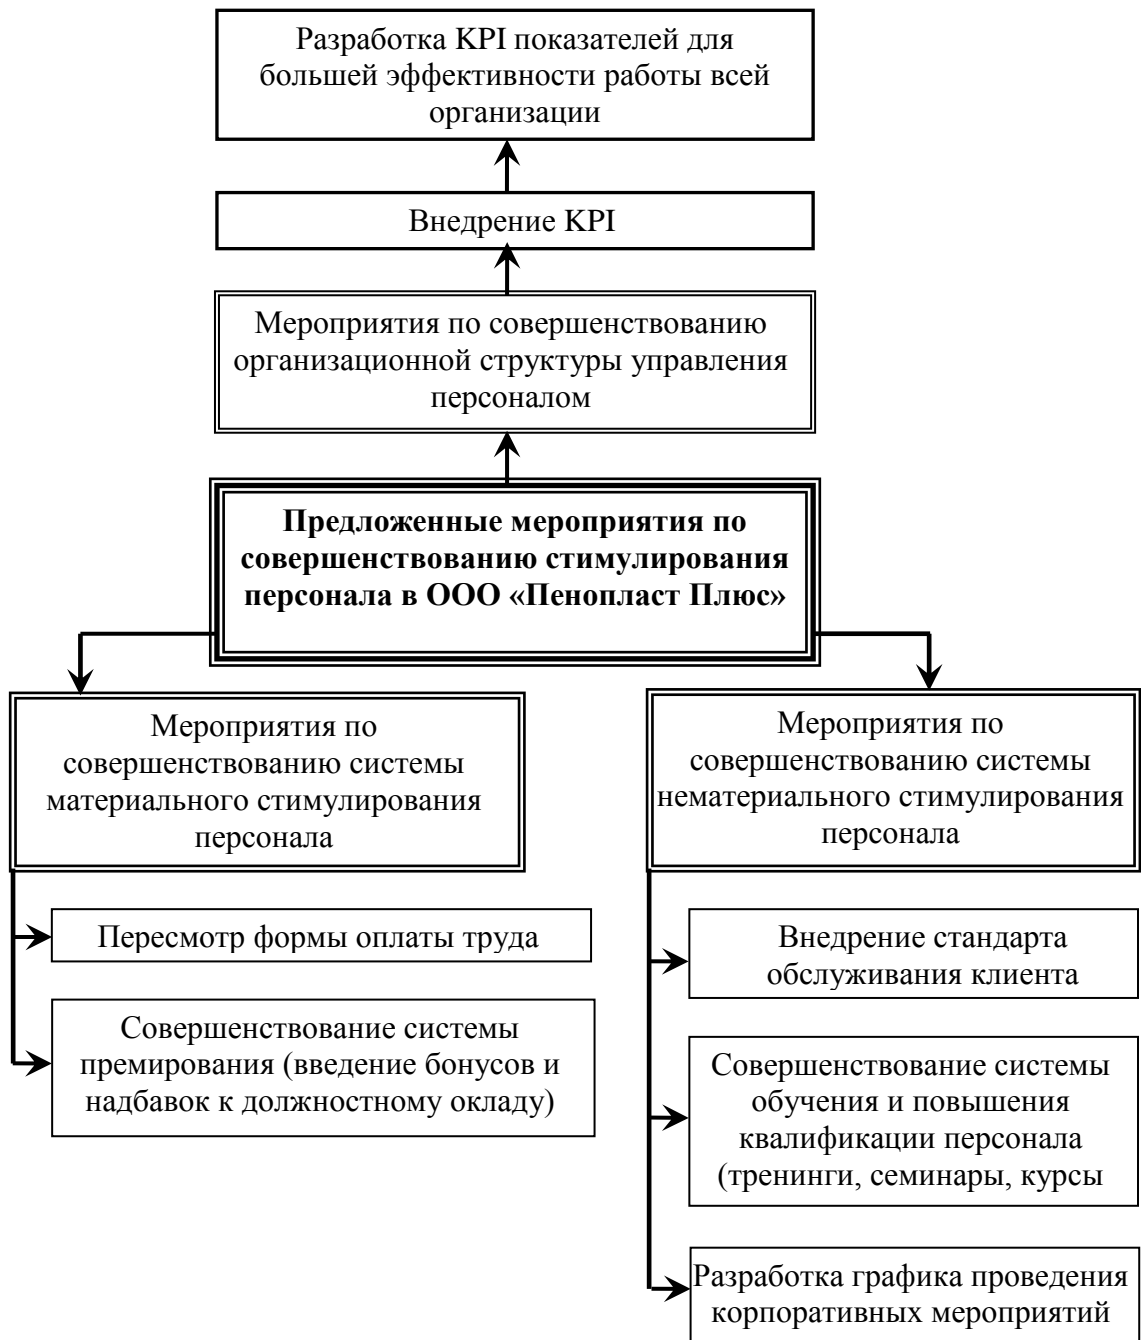 Разработка KPI показателей для
большей эффективности работы всей
организации
Внедрение KPI
Мероприятия по совершенствованию
организационной структуры управления
персоналом
Предложенные мероприятия по
совершенствованию стимулирования
персонала в ООО «Пенопласт Плюс»
Мероприятия по
совершенствованию системы
материального стимулирования
персонала
Пересмотр формы оплаты труда
Совершенствование системы
премирования (введение бонусов и
надбавок к должностному окладу)
Мероприятия по
совершенствованию системы
нематериального стимулирования
персонала
Внедрение стандарта
обслуживания клиента
Совершенствование системы
обучения и повышения
квалификации персонала
(тренинги, семинары, курсы
Разработка графика проведения
корпоративных мероприятий